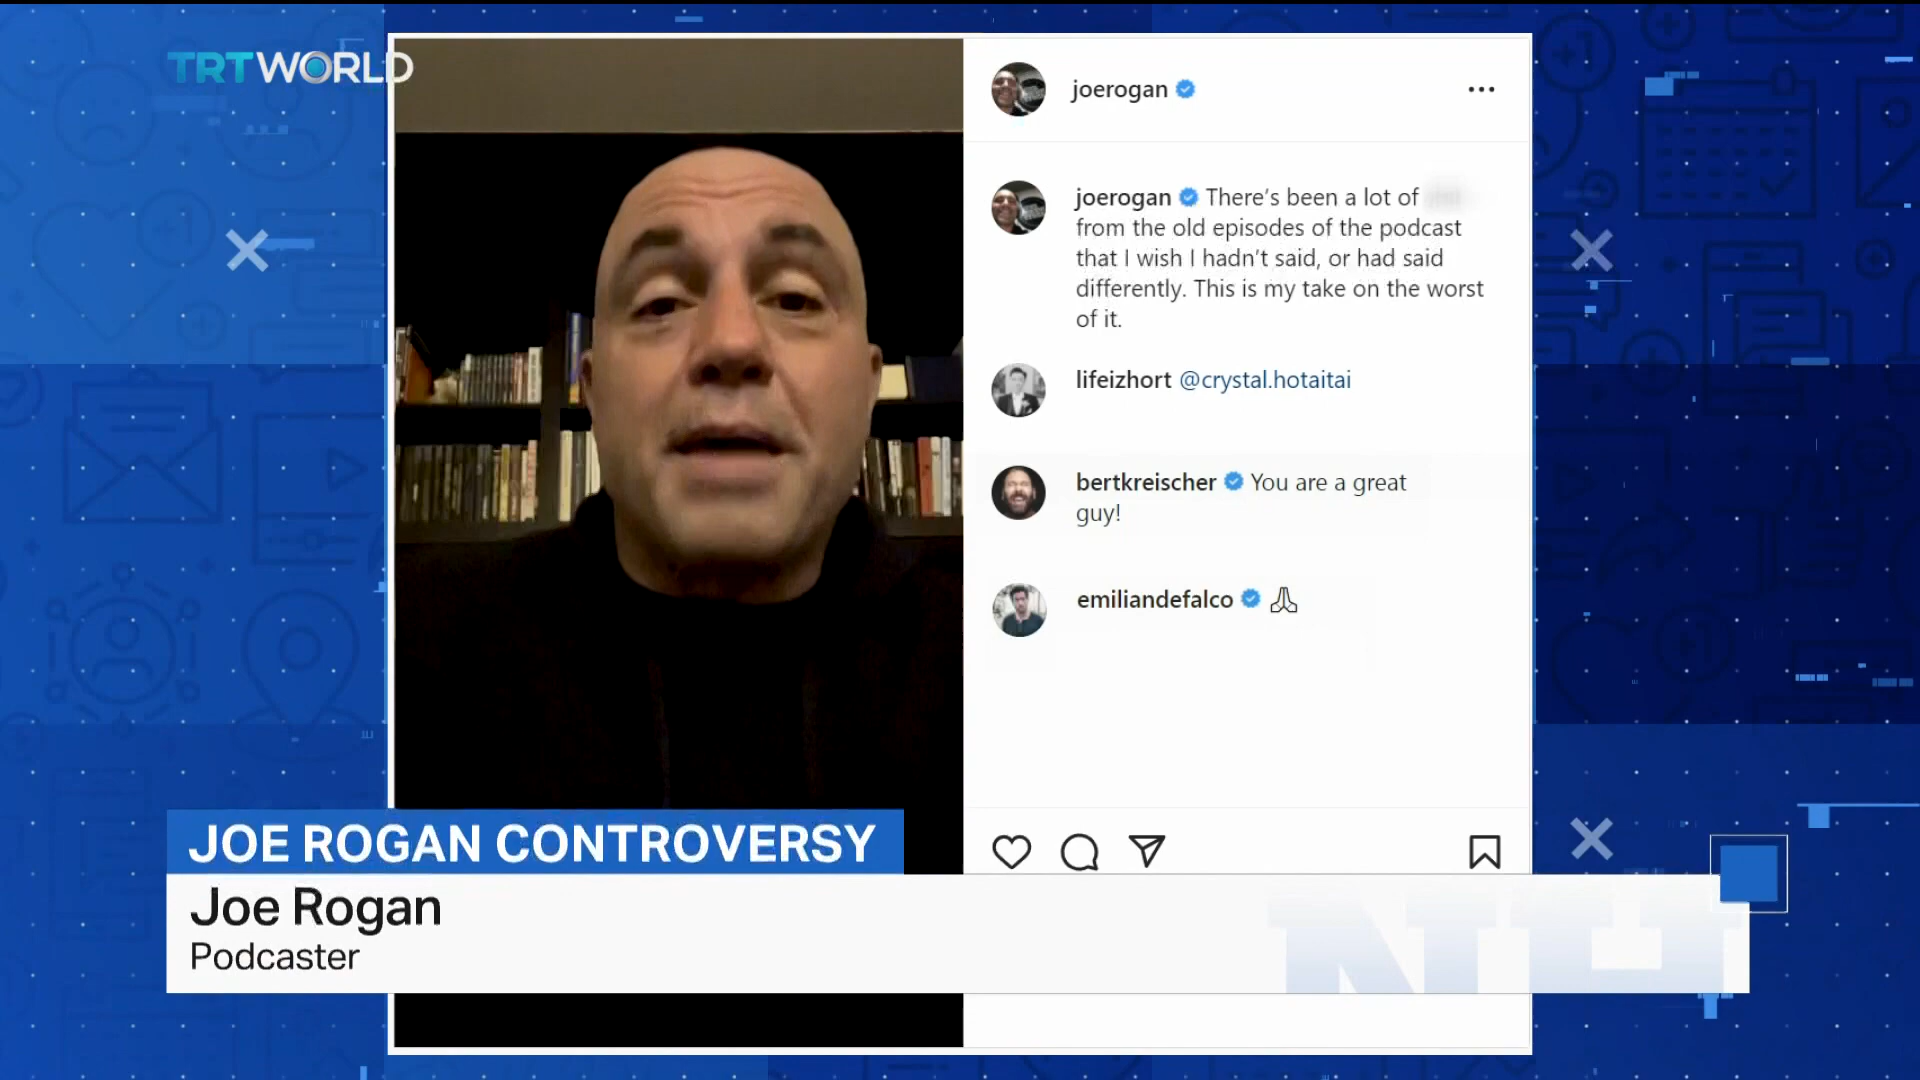 TRT WORLD
joerogan
joerogan There's been a lot of
from the old episodes of the podcast
that I wish I hadn't said, or had said
differently. This is my take on the worst
of it.
lifeizhort @crystal.hotaitai
bertkreischer You are a great
guy!
emiliandefalco
JOE ROGAN CONTROVERSY
Joe Rogan
Podcaster